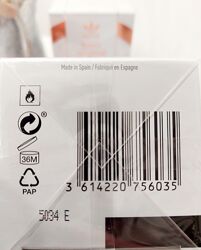 Made in Spain / Fabriqué en Espagne
36M
PAP
3 614220 756035
5034 E